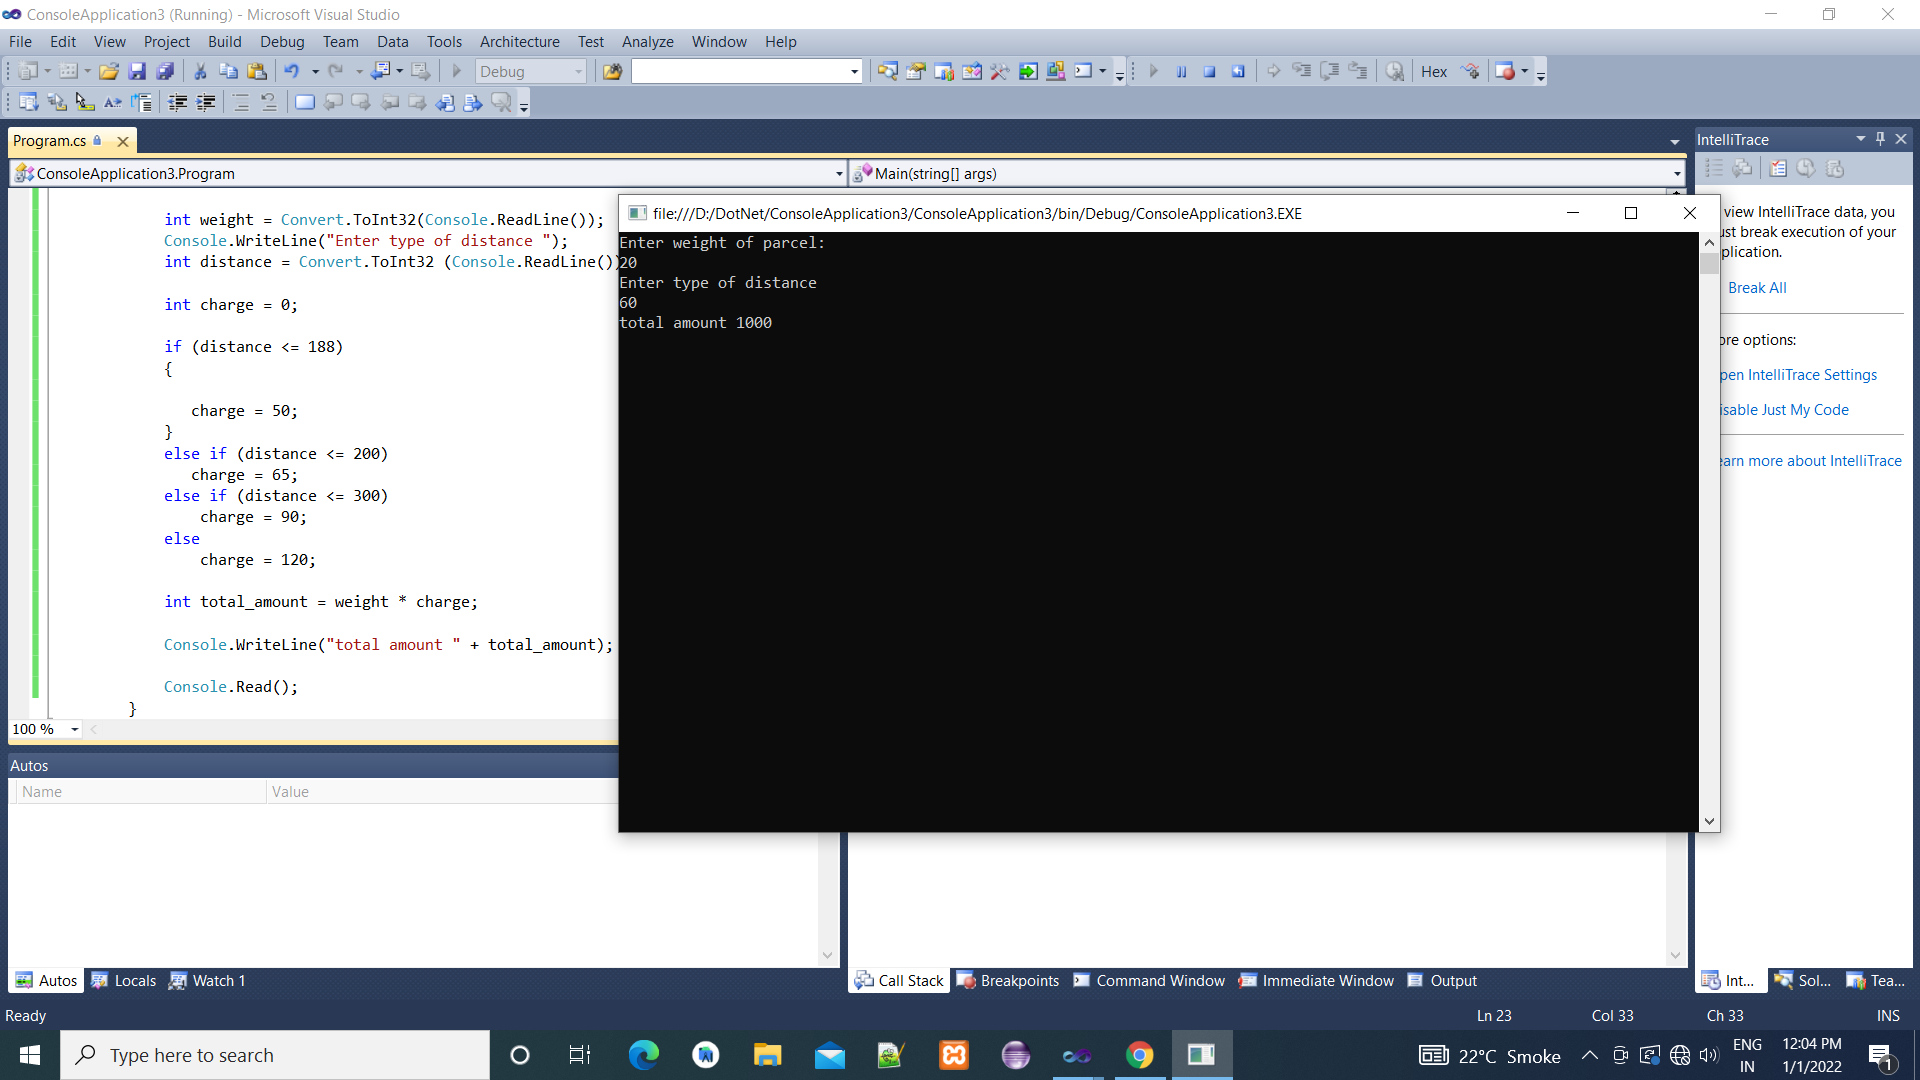 ConsoleApplication3 (Running) - Microsoft Visual Studio
File Edit View Project Build Debug Team Data Tools Architecture Test Analyze Window Help
Debug
Hex
Program.cs
IntelliTrace
ConsoleApplication3.Program
Main(string[] args)
int weight = Convert.ToInt32(Console.ReadLine());
Console.WriteLine("Enter type of distance ");
int distance = Convert.ToInt32 (Console.ReadLine()
int charge = 0;
if (distance <= 188)
{
charge = 50;
}
else if (distance <= 200)
charge = 65;
else if (distance <= 300)
charge = 90;
else
charge = 120;
int total_amount = weight * charge;
Console.WriteLine("total amount " + total_amount);
Console.Read();
}
100 %
file:///D:/DotNet/ConsoleApplication3/ConsoleApplication3/bin/Debug/ConsoleApplication3.EXE
Enter weight of parcel:
20
Enter type of distance
60
total amount 1000
view IntelliTrace data, you
ust break execution of your
plication.
Break All
ore options:
pen IntelliTrace Settings
isable Just My Code
earn more about IntelliTrace
Autos
Name Value
Autos Locals Watch 1
Call Stack Breakpoints Command Window Immediate Window Output
Int... Sol... Tea...
Ready
Ln 23 Col 33 Ch 33 INS
Type here to search
22°C Smoke
ENG
IN
12:04 PM
1/1/2022
1